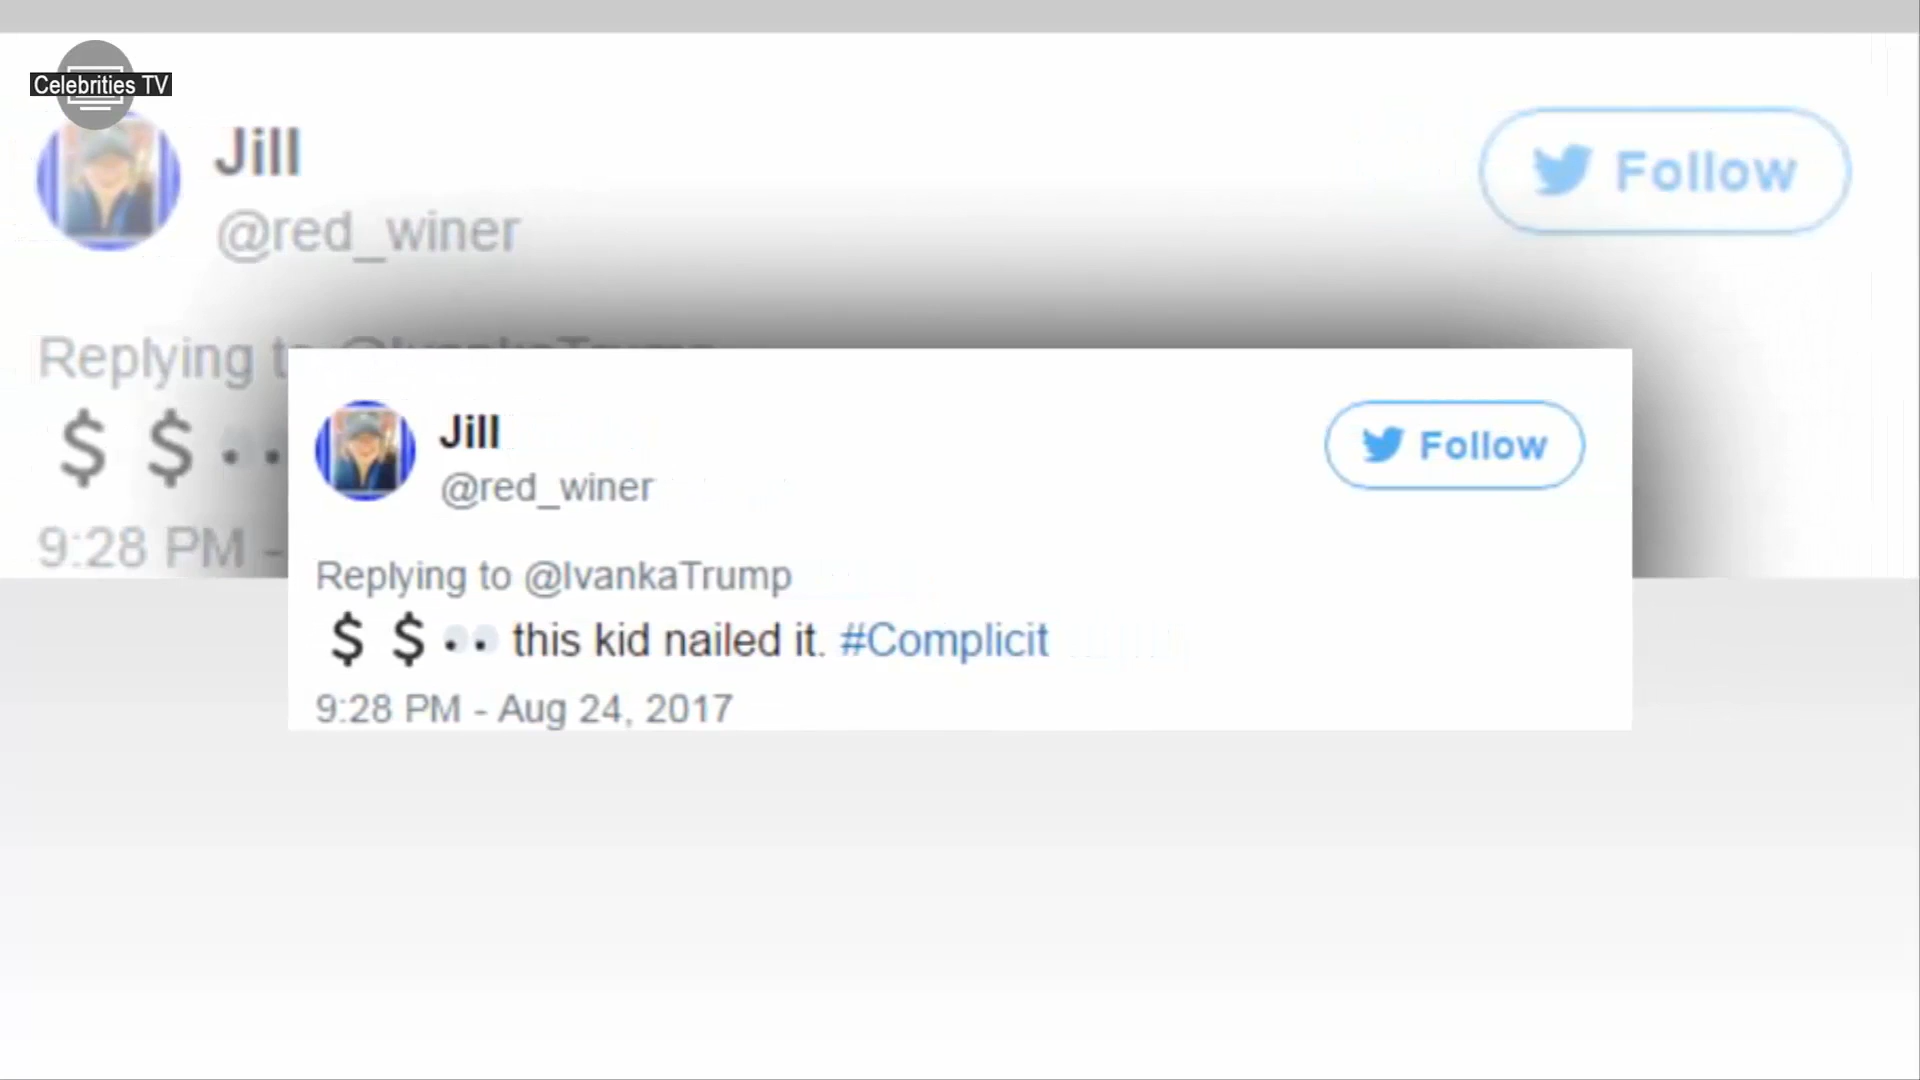 Celebrities TV
Jill
@red_winer
Follow
Replying to
$ $
9:28 PM -
Jill
@red_winer
Follow
Replying to @IvankaTrump
$ $ 👀 this kid nailed it. #Complicit
9:28 PM - Aug 24, 2017